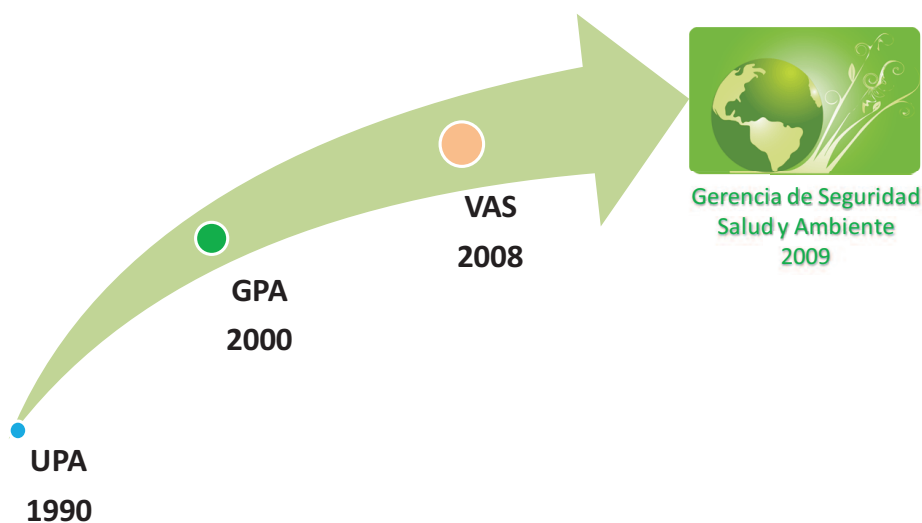 UPA
1990
GPA
2000
VAS
2008
Gerencia de Seguridad
Salud y Ambiente
2009